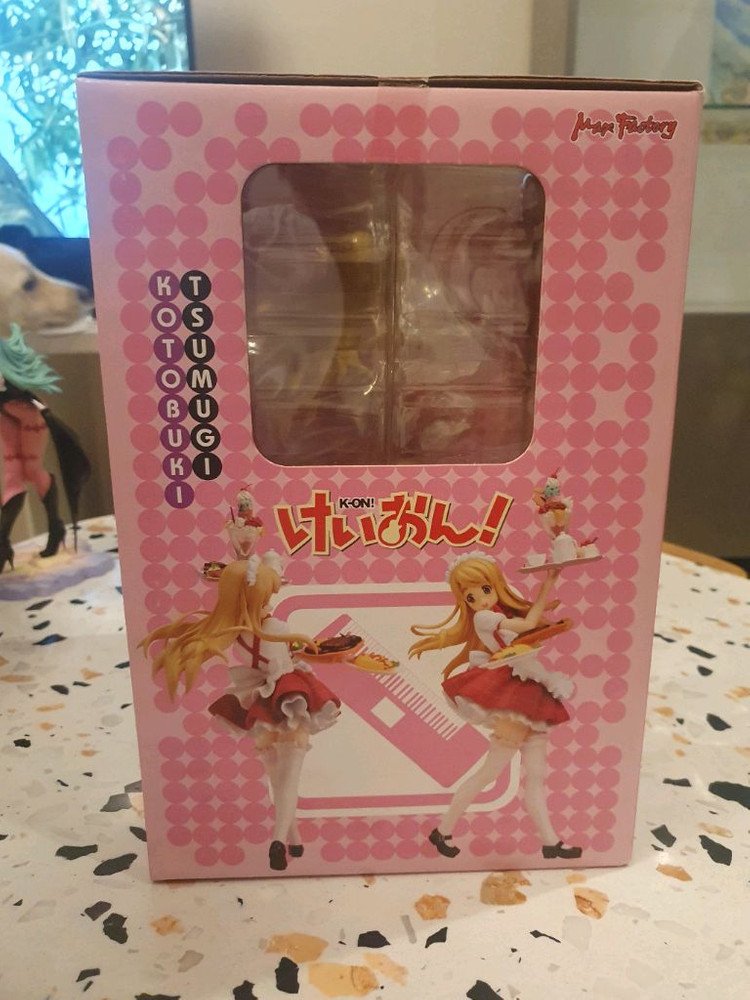 Max Factory
KOTOBUKI
TSUMUGI
K-ON!
けいおん!